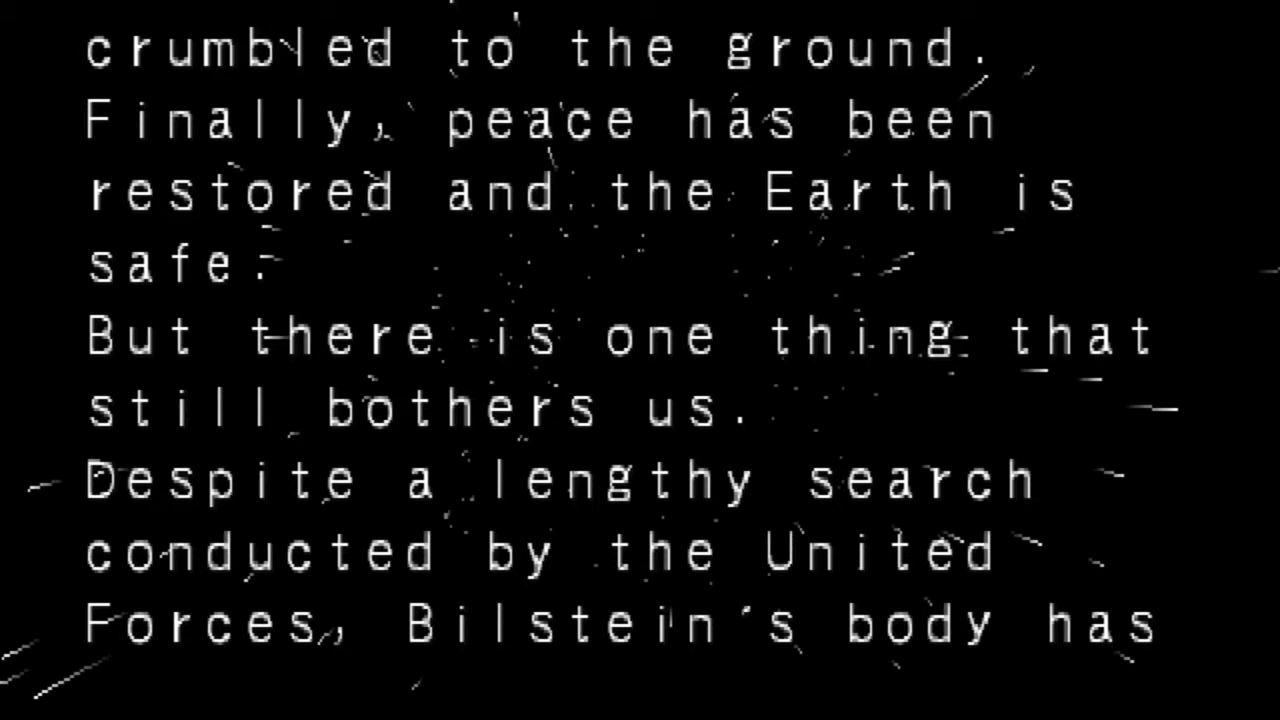 crumbled to the ground.
Finally, peace has been
restored and the Earth is
safe.
But there is one thing that
still bothers us.
Despite a lengthy search
conducted by the United
Forces, Bilstein's body has